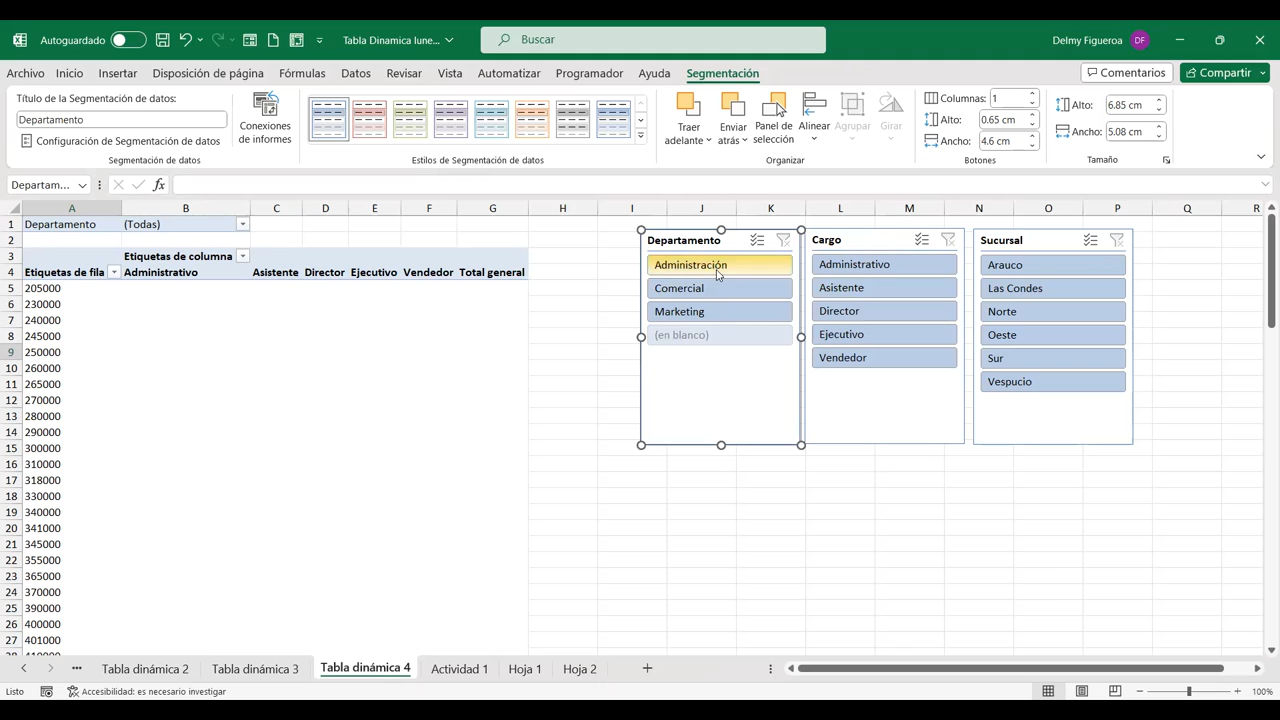 Autoguardado
Tabla Dinamica lune...
Buscar
Delmy Figueroa DF
Archivo Inicio Insertar Disposición de página Fórmulas Datos Revisar Vista Automatizar Programador Ayuda Segmentación
Comentarios Compartir
Título de la Segmentación de datos:
Departamento
Configuración de Segmentación de datos
Segmentación de datos
Conexiones
de informes
Estilos de Segmentación de datos
Traer
adelante
Enviar
atrás
Panel de
selección
Alinear
Agrupar
Girar
Organizar
Columnas: 1
Alto: 0.65 cm
Ancho: 4.6 cm
Botones
Alto: 6.85 cm
Ancho: 5.08 cm
Tamaño
Departam...
fx
A B C D E F G H I J K L M N O P Q R
1 Departamento (Todas)
2
3 Etiquetas de columna
4 Etiquetas de fila Administrativo Asistente Director Ejecutivo Vendedor Total general
5 205000
6 230000
7 240000
8 245000
9 250000
10 260000
11 265000
12 270000
13 280000
14 290000
15 300000
16 310000
17 318000
18 330000
19 340000
20 341000
21 345000
22 355000
23 365000
24 370000
25 390000
26 400000
27 401000
Departamento
Administración
Comercial
Marketing
(en blanco)
Cargo
Administrativo
Asistente
Director
Ejecutivo
Vendedor
Sucursal
Arauco
Las Condes
Norte
Oeste
Sur
Vespucio
Tabla dinámica 2 Tabla dinámica 3 Tabla dinámica 4 Actividad 1 Hoja 1 Hoja 2
Listo
Accesibilidad: es necesario investigar
100%